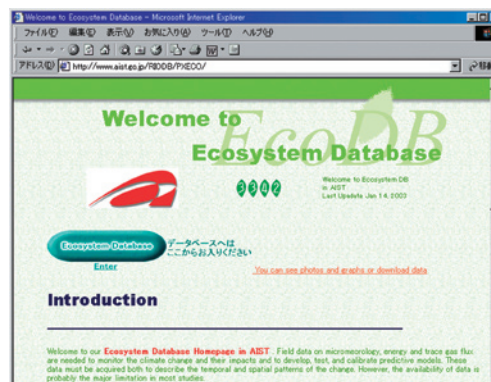 Welcome to Ecosystem Database - Microsoft Internet Explorer
ファイル(F) 編集(E) 表示(V) お気に入り(A) ツール(T) ヘルプ(H)
アドレス(D) http://www.aist.go.jp/RIODB/PXECO/ 移動
EcoDB
Welcome to
Ecosystem Database
3342
Welcome to Ecosystem DB
in AIST
Last Update Jan 14, 2003
Ecosystem-Database
データベースへは
ここからお入りください
Enter
You can see photos and graphs or download data
Introduction
Welcome to our Ecosystem Database Homepage in AIST . Field data on micrometeorology, energy and trace gas flux
are needed to monitor the climate change and their impacts and to develop, test, and calibrate predictive models. These
data must be acquired both to describe the temporal and spatial patterns of the change. However, the availability of data is
probably the major limitation in most studies.